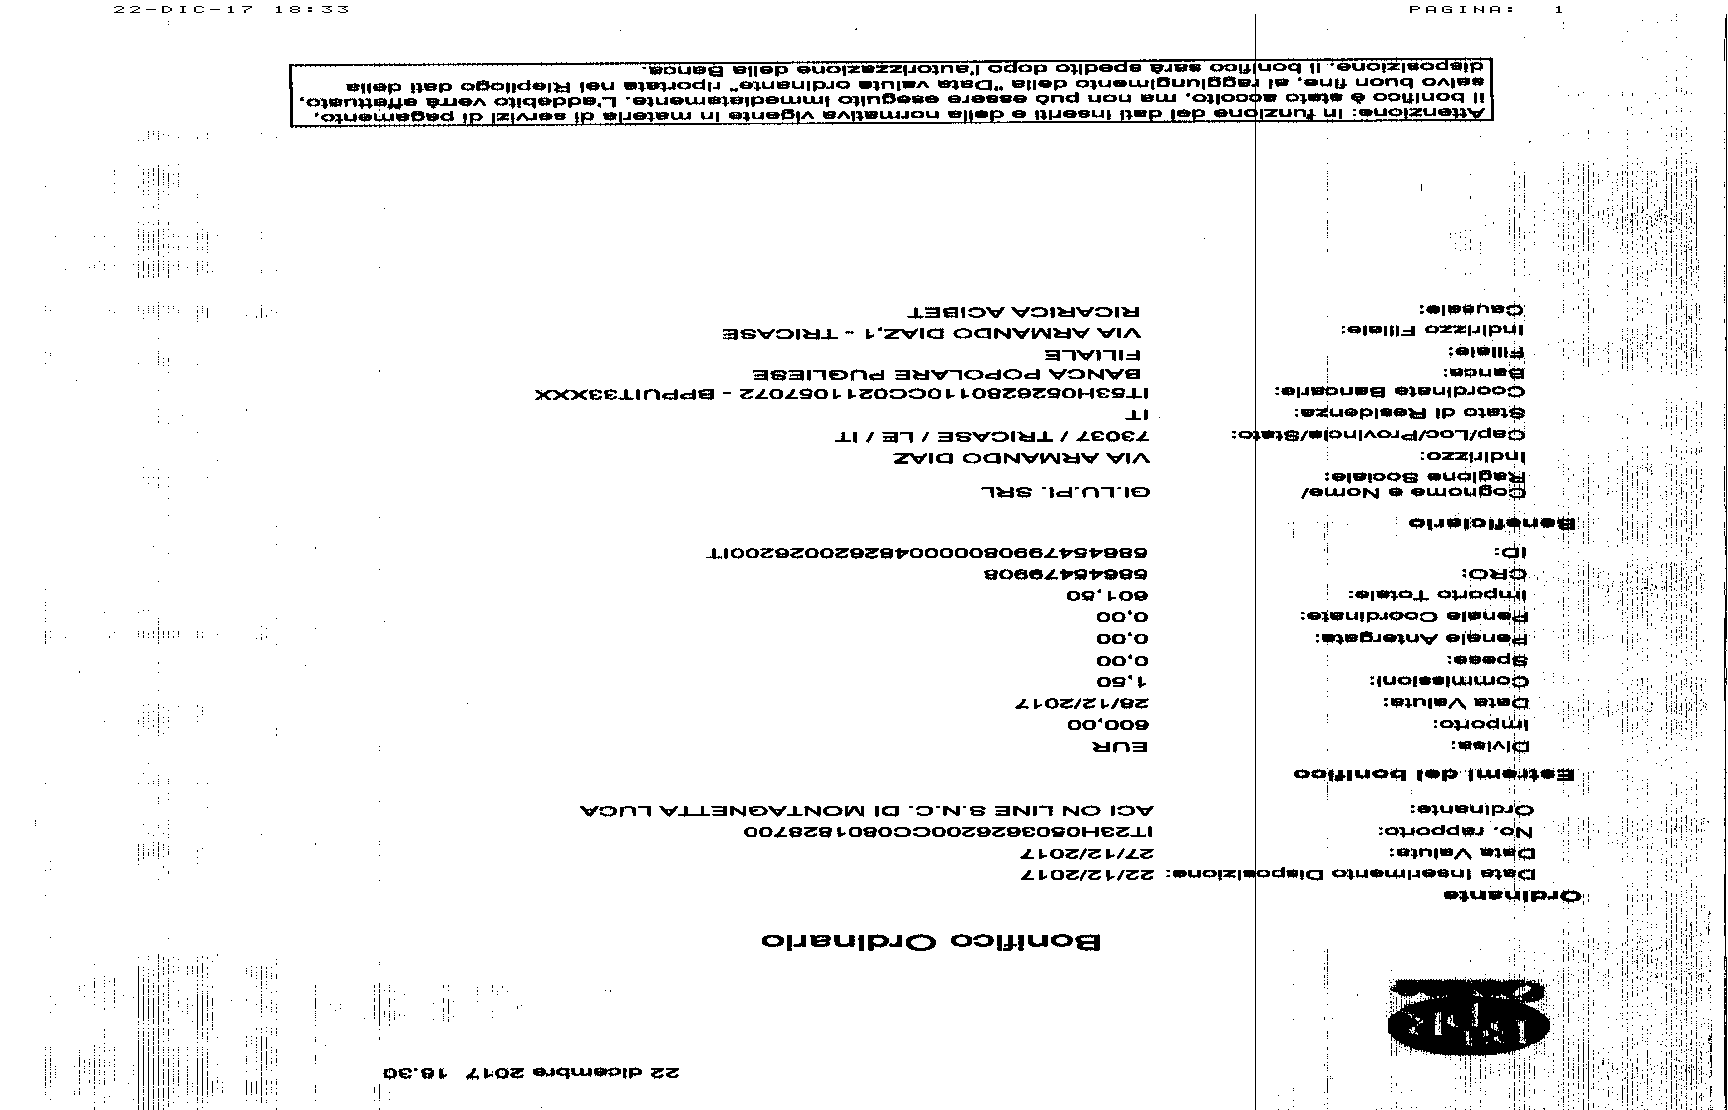 22-DIC-17 18:33 PAGINA: 1
22 dicembre 2017 18.30
Bonifico Ordinario
Ordinante
Data Inserimento Disposizione: 22/12/2017
Data Valuta: 27/12/2017
No. rapporto: IT23H0503626200CC0801828700
Ordinante: ACI ON LINE S.N.C. DI MONTAGNETTA LUCA
Estremi del bonifico
Divisa: EUR
Importo: 600,00
Data Valuta: 28/12/2017
Commissioni: 1,50
Spese: 0,00
Penale Antergate: 0,00
Penale Coordinate: 0,00
Importo Totale: 601,50
CRO: 58645479908
ID: 5864547990800000482620026200IT
Beneficiario
Cognome e Nome/ GI.LU.PI. SRL
Ragione Sociale:
Indirizzo: VIA ARMANDO DIAZ
Cap/Loc/Provincia/Stato: 73037 / TRICASE / LE / IT
Stato di Residenza: IT
Coordinate Bancarie: IT53H0526280110CC0211057072 - BPPUIT33XXX
Banca: BANCA POPOLARE PUGLIESE
Filiale: FILIALE
Indirizzo Filiale: VIA ARMANDO DIAZ,1 - TRICASE
Causale: RICARICA ACIBET
Attenzione: in funzione dei dati inseriti e della normativa vigente in materia di servizi di pagamento,
il bonifico è stato accolto, ma non può essere eseguito immediatamente. L'addebito verrà effettuato,
salvo buon fine, al raggiungimento della "Data valuta ordinante" riportata nel Riepilogo dati della
disposizione. Il bonifico sarà spedito dopo l'autorizzazione della Banca.